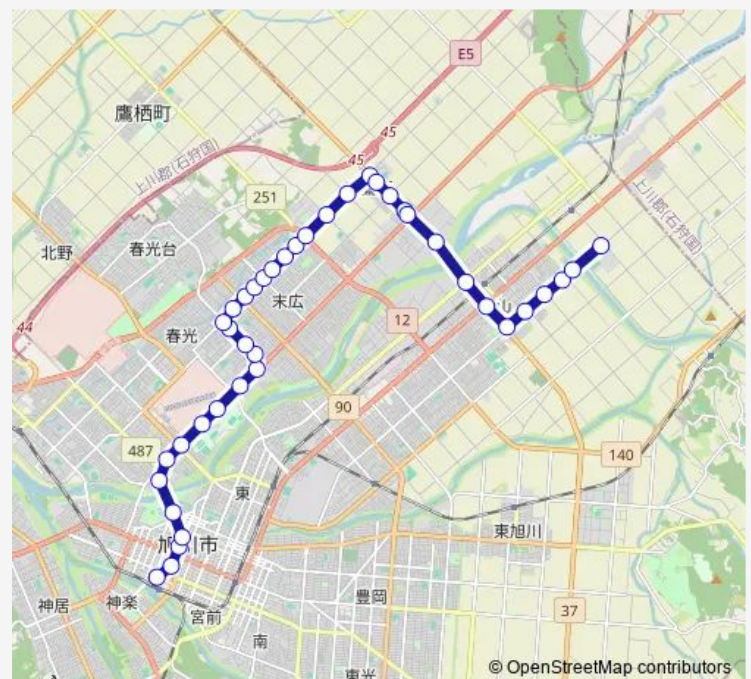 E5
鷹栖町
45
上川郡(石狩国)
45
251
上川郡(石狩国)
北野
春光台
末広
44
春光
12
90
487
140
東
旭川市
東旭川
豊岡
神居
神楽
宮前
37
南
東光
© OpenStreetMap contributors